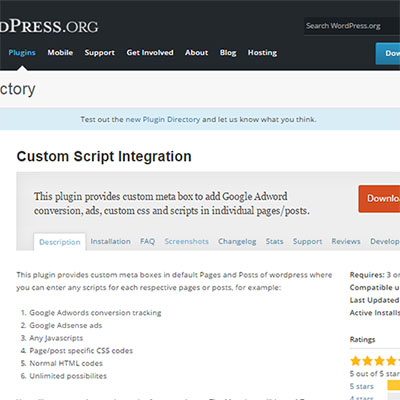 DPRESS.ORG
Search WordPress.org
Plugins Mobile Support Get Involved About Blog Hosting
Dow
ctory
Test out the new Plugin Directory and let us know what you think.
Custom Script Integration
This plugin provides custom meta box to add Google Adword
conversion, ads, custom css and scripts in individual pages/posts.
Downlo
Description Installation FAQ Screenshots Changelog Stats Support Reviews Develop
This plugin provides custom meta boxes in default Pages and Posts of wordpress where
you can enter any scripts for each respective pages or posts, for example:
1. Google Adwords conversion tracking
2. Google Adsense ads
3. Any Javascripts
4. Page/post specific CSS codes
5. Normal HTML codes
6. Unlimited possibilites
Requires: 3 o
Compatible u
Last Updated
Active Install
Ratings
5 out of 5 star
5 stars
4 stars